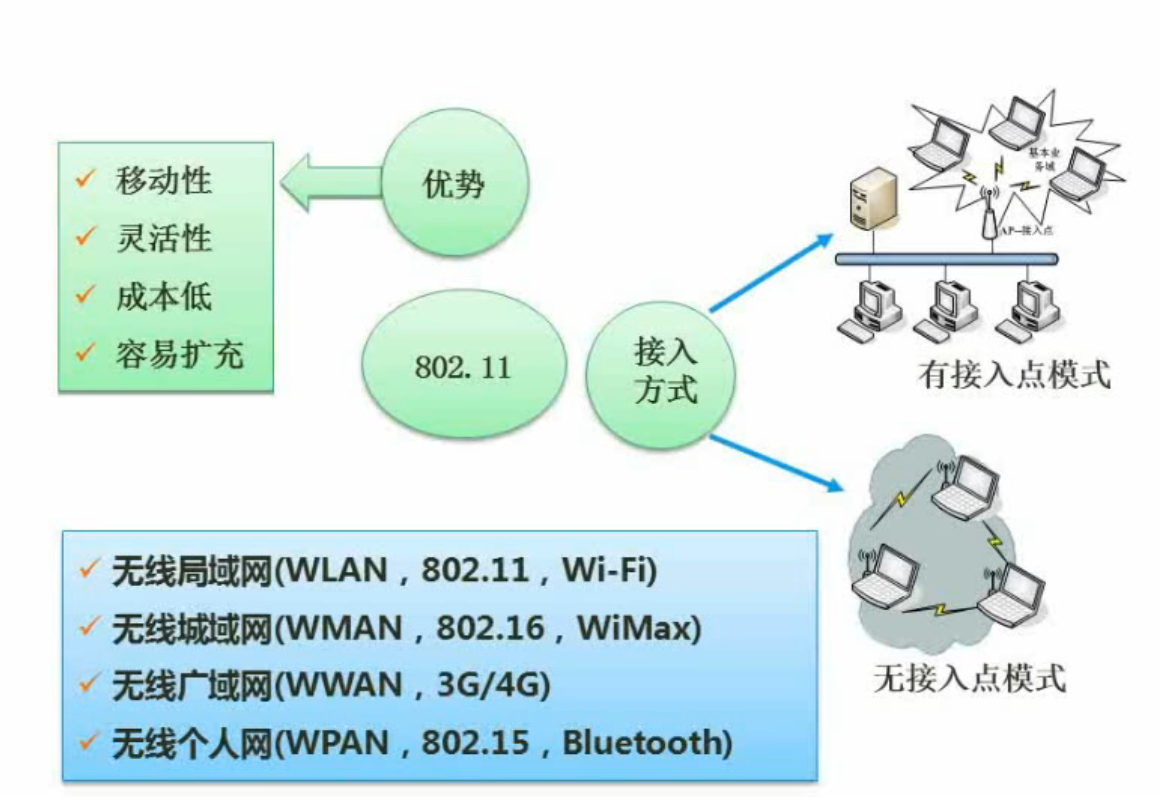 优势
移动性
灵活性
成本低
容易扩充
802.11
接入
方式
基本业
务域
AP—接入点
有接入点模式
无接入点模式
无线局域网(WLAN，802.11，Wi-Fi)
无线城域网(WMAN，802.16，WiMax)
无线广域网(WWAN，3G/4G)
无线个人网(WPAN，802.15，Bluetooth)